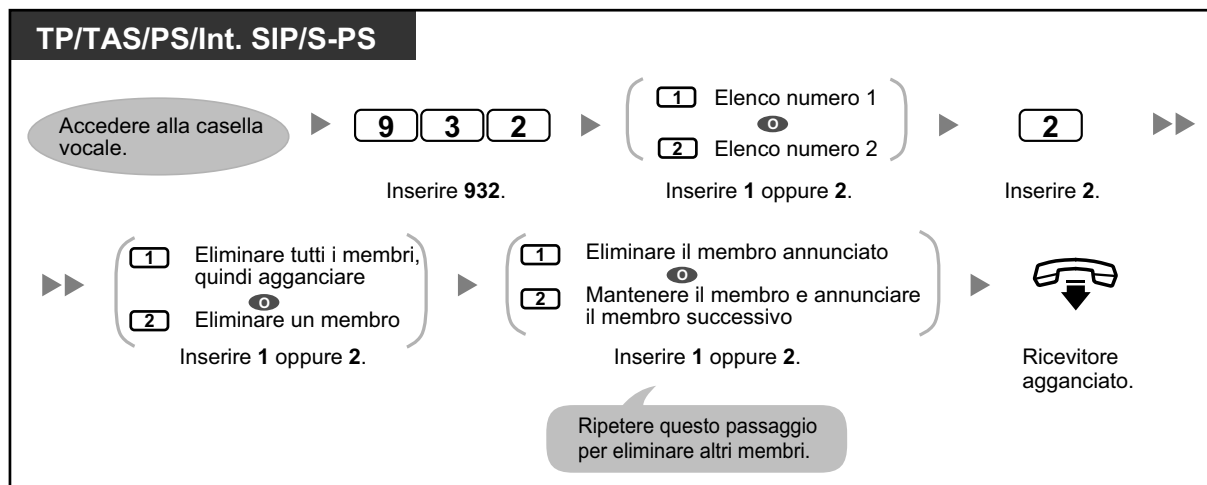 TP/TAS/PS/Int. SIP/S-PS
Accedere alla casella
vocale.
9 3 2
Inserire 932.
1 Elenco numero 1
O
2 Elenco numero 2
Inserire 1 oppure 2.
2
Inserire 2.
1 Eliminare tutti i membri,
quindi agganciare
O
2 Eliminare un membro
Inserire 1 oppure 2.
1 Eliminare il membro annunciato
O
2 Mantenere il membro e annunciare
il membro successivo
Inserire 1 oppure 2.
Ripetere questo passaggio
per eliminare altri membri.
Ricevitore
agganciato.